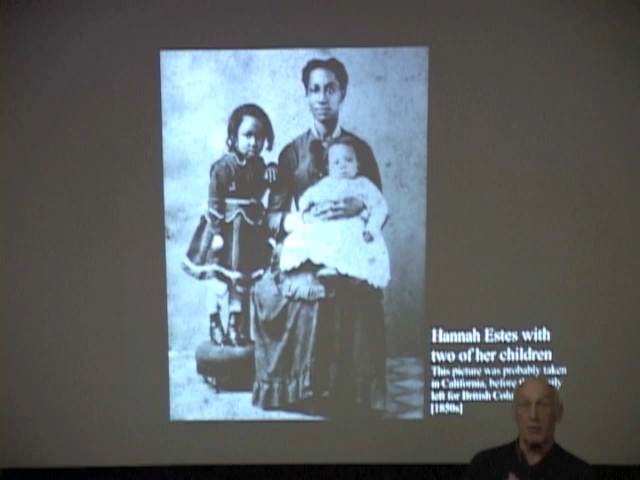 Hannah Estes with
two of her children
This picture was probably taken
in California, before
left for British
[1850s]